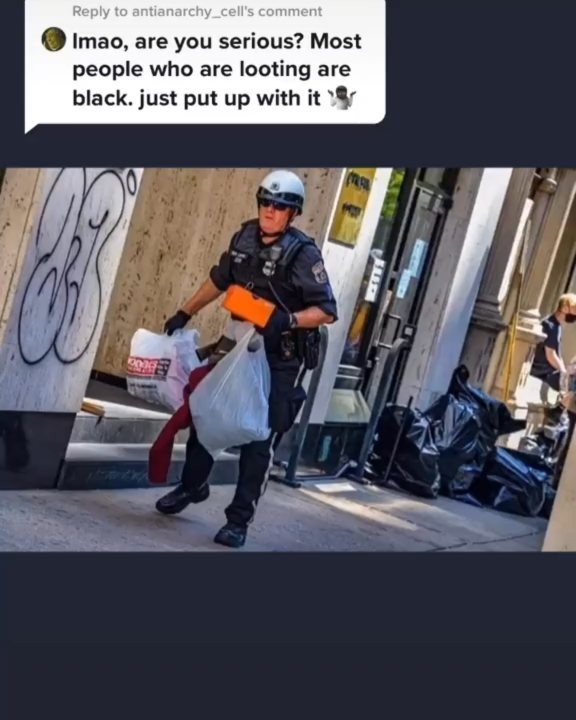 Reply to antianarchy_cell's comment
lmao, are you serious? Most
people who are looting are
black. just put up with it 🤷🏿‍♂️